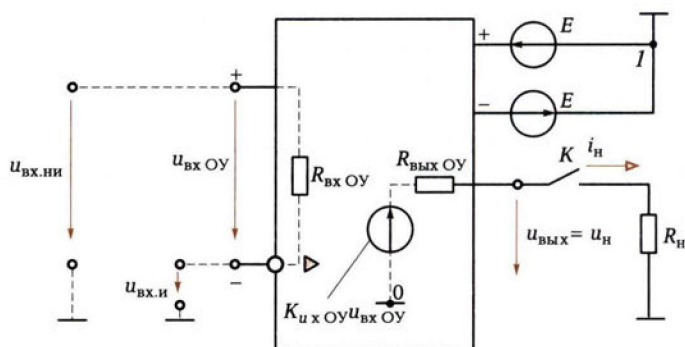 + E
1
− E
+
u вх.ни
u вх ОУ
R вх ОУ
R вых ОУ
K
i н
u вых = u н
R н
u вх.и
−
0
K u х ОУ u вх ОУ